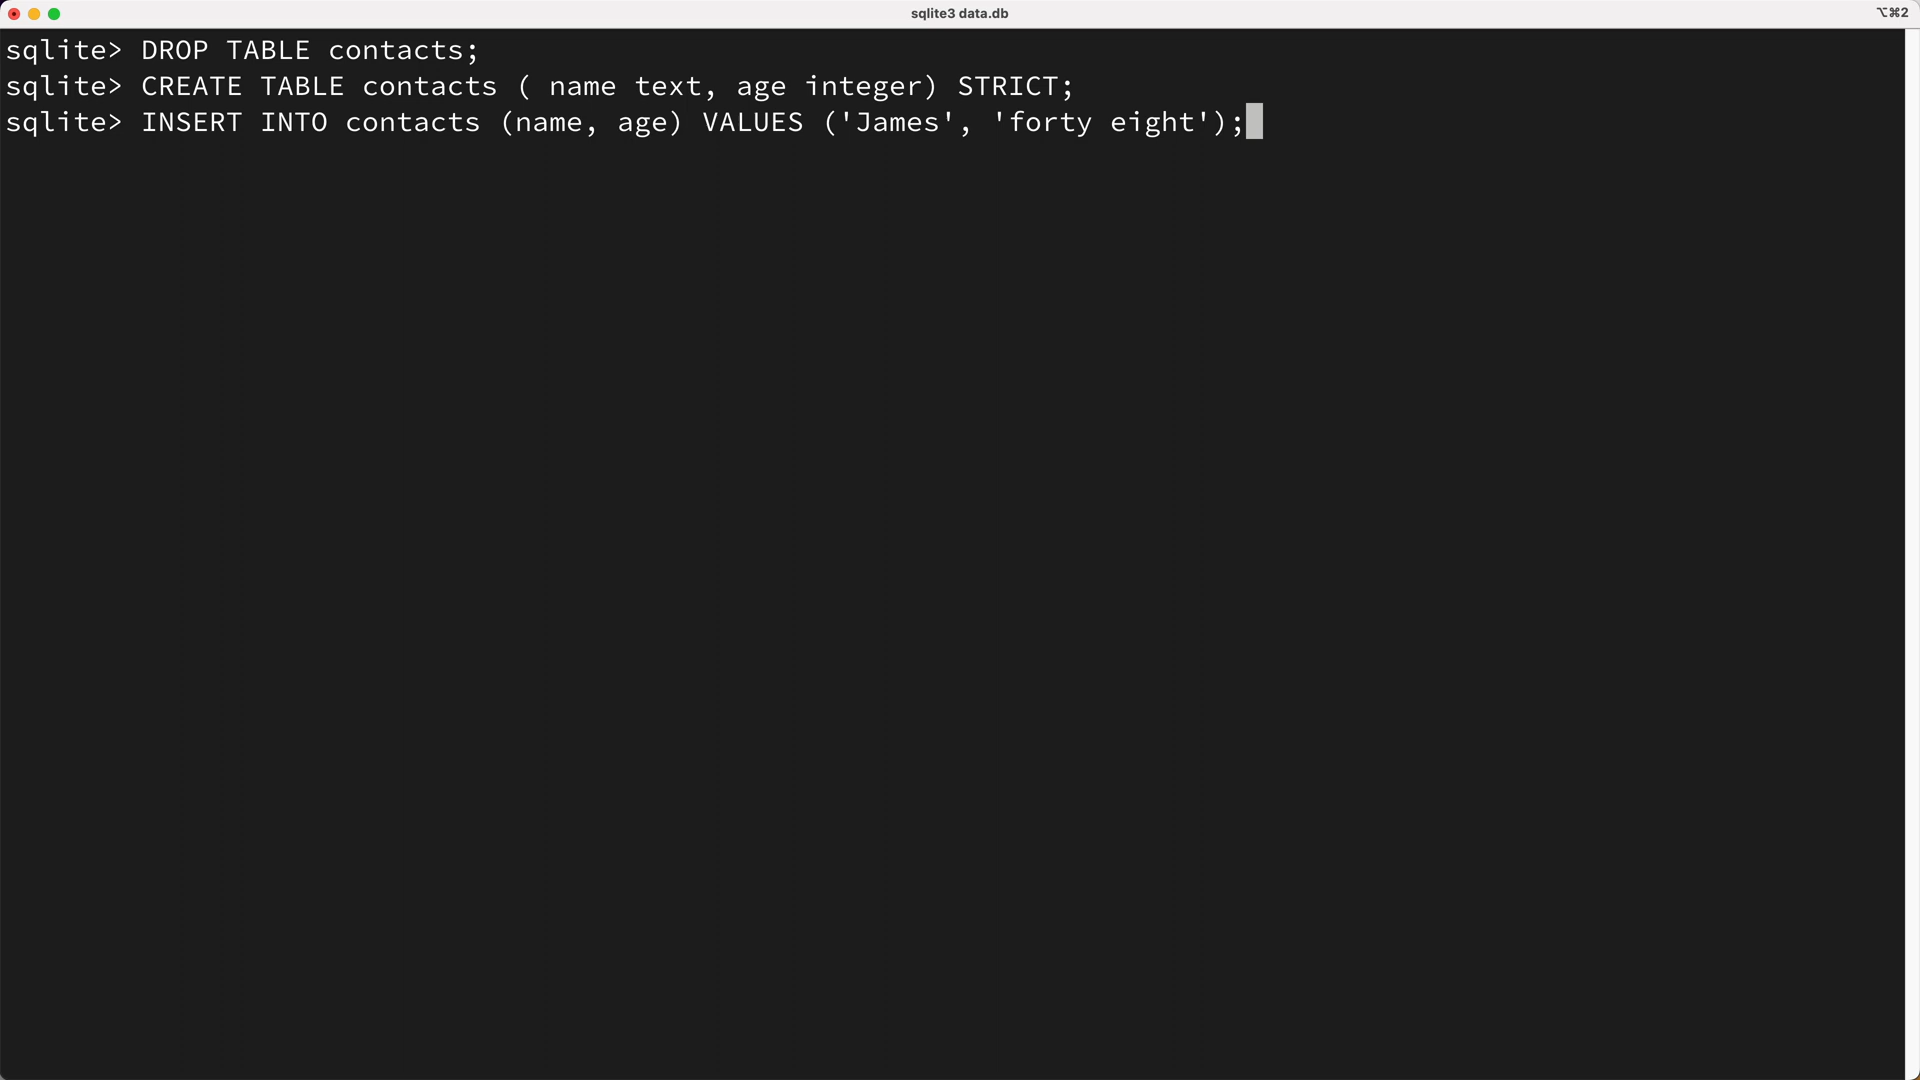 sqlite3 data.db
⌥⌘2
sqlite> DROP TABLE contacts;
sqlite> CREATE TABLE contacts ( name text, age integer) STRICT;
sqlite> INSERT INTO contacts (name, age) VALUES ('James', 'forty eight');